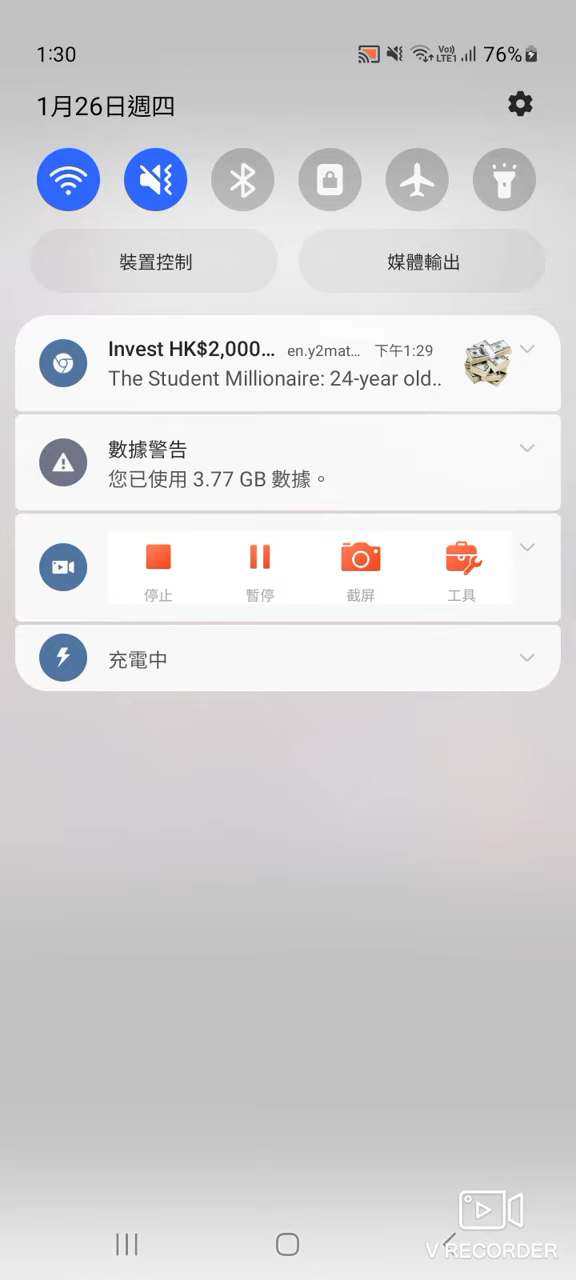 1:30
Vo)) LTE1 76%
1月26日週四
裝置控制
媒體輸出
Invest HK$2,000... en.y2mat... 下午1:29
The Student Millionaire: 24-year old..
數據警告
您已使用 3.77 GB 數據。
停止
暫停
截屏
工具
充電中
V RECORDER